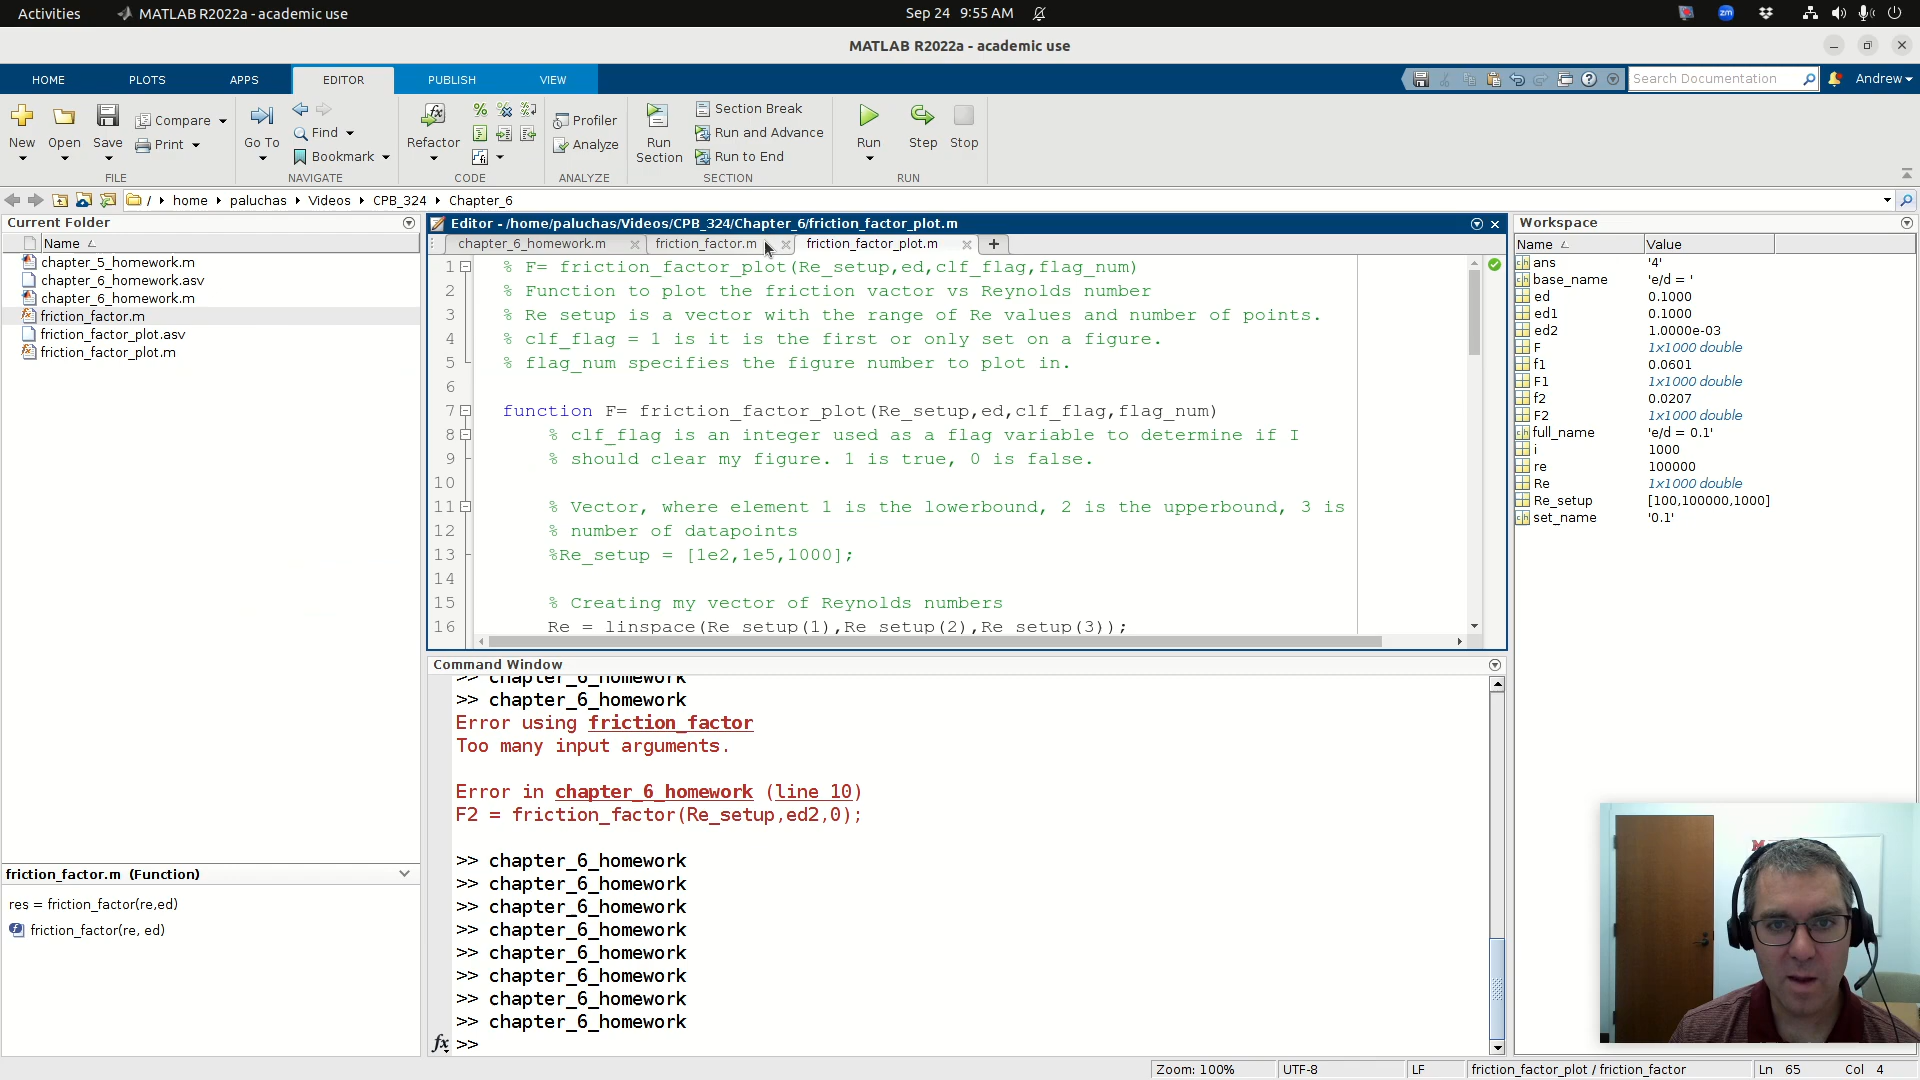 Activities
MATLAB R2022a - academic use
Sep 24 9:55 AM
zm
MATLAB R2022a - academic use
HOME
PLOTS
APPS
EDITOR
PUBLISH
VIEW
Search Documentation
Andrew
New
Open
Save
Compare
Print
FILE
Go To
Find
Bookmark
NAVIGATE
Refactor
CODE
Profiler
Analyze
ANALYZE
Run Section
Section Break
Run and Advance
Run to End
SECTION
Run
Step
Stop
RUN
/ home paluchas Videos CPB_324 Chapter_6
Current Folder
Name
chapter_5_homework.m
chapter_6_homework.asv
chapter_6_homework.m
friction_factor.m
friction_factor_plot.asv
friction_factor_plot.m
friction_factor.m (Function)
res = friction_factor(re,ed)
friction_factor(re, ed)
Editor - /home/paluchas/Videos/CPB_324/Chapter_6/friction_factor_plot.m
chapter_6_homework.m
friction_factor.m
friction_factor_plot.m
1 % F= friction_factor_plot(Re_setup,ed,clf_flag,flag_num)
2 % Function to plot the friction vactor vs Reynolds number
3 % Re setup is a vector with the range of Re values and number of points.
4 % clf_flag = 1 is it is the first or only set on a figure.
5 % flag_num specifies the figure number to plot in.
6
7 function F= friction_factor_plot(Re_setup,ed,clf_flag,flag_num)
8 % clf_flag is an integer used as a flag variable to determine if I
9 % should clear my figure. 1 is true, 0 is false.
10
11 % Vector, where element 1 is the lowerbound, 2 is the upperbound, 3 is
12 % number of datapoints
13 %Re_setup = [1e2,1e5,1000];
14
15 % Creating my vector of Reynolds numbers
16 Re = linspace(Re_setup(1),Re_setup(2),Re_setup(3));
Command Window
>> chapter_6_homework
>> chapter_6_homework
Error using friction_factor
Too many input arguments.
Error in chapter_6_homework (line 10)
F2 = friction_factor(Re_setup,ed2,0);
>> chapter_6_homework
>> chapter_6_homework
>> chapter_6_homework
>> chapter_6_homework
>> chapter_6_homework
>> chapter_6_homework
>> chapter_6_homework
>> chapter_6_homework
fx >>
Workspace
Name Value
ans '4'
base_name 'e/d = '
ed 0.1000
ed1 0.1000
ed2 1.0000e-03
F 1x1000 double
f1 0.0601
F1 1x1000 double
f2 0.0207
F2 1x1000 double
full_name 'e/d = 0.1'
i 1000
re 100000
Re 1x1000 double
Re_setup [100,100000,1000]
set_name '0.1'
Zoom: 100%
UTF-8
LF
friction_factor_plot / friction_factor
Ln 65 Col 4